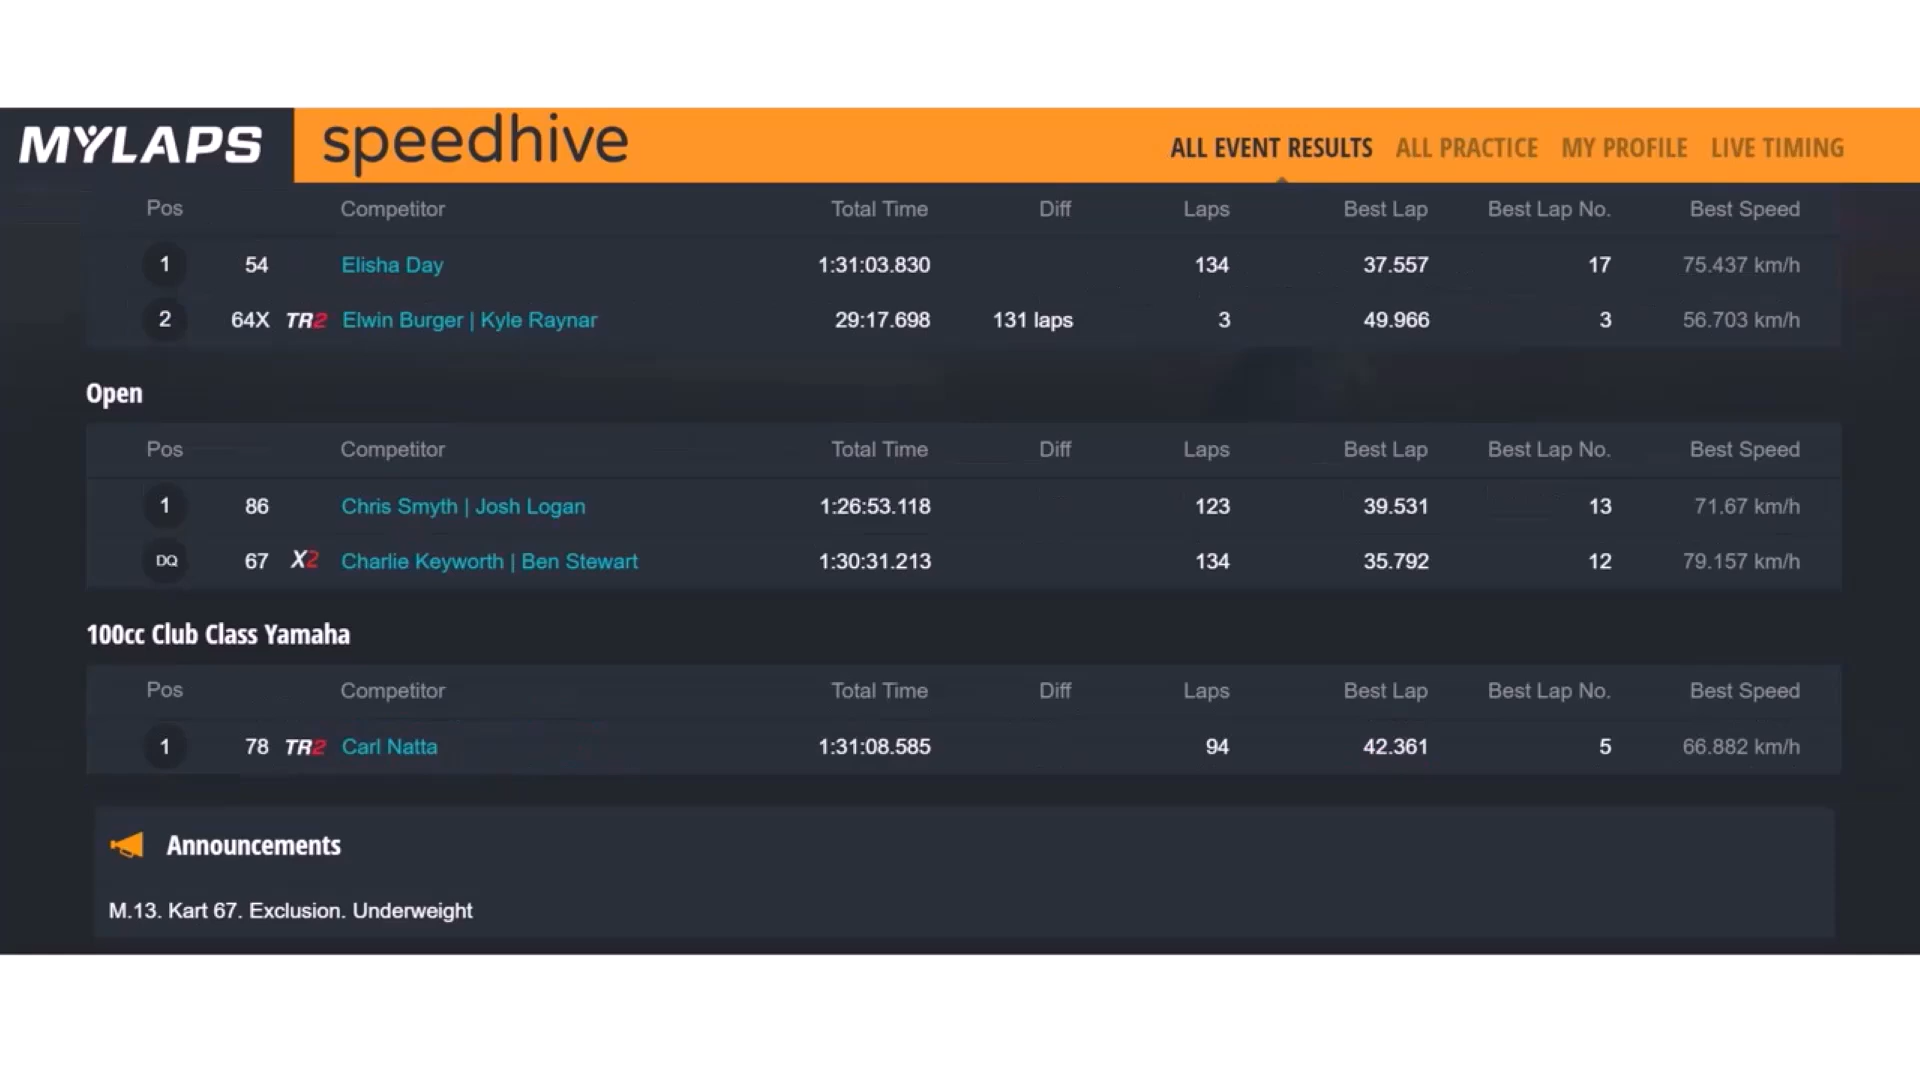 MYLAPS speedhive ALL EVENT RESULTS ALL PRACTICE MY PROFILE LIVE TIMING
Pos Competitor Total Time Diff Laps Best Lap Best Lap No. Best Speed
1 54 Elisha Day 1:31:03.830 134 37.557 17 75.437 km/h
2 64X TR2 Elwin Burger | Kyle Raynar 29:17.698 131 laps 3 49.966 3 56.703 km/h
Open
Pos Competitor Total Time Diff Laps Best Lap Best Lap No. Best Speed
1 86 Chris Smyth | Josh Logan 1:26:53.118 123 39.531 13 71.67 km/h
DQ 67 X2 Charlie Keyworth | Ben Stewart 1:30:31.213 134 35.792 12 79.157 km/h
100cc Club Class Yamaha
Pos Competitor Total Time Diff Laps Best Lap Best Lap No. Best Speed
1 78 TR2 Carl Natta 1:31:08.585 94 42.361 5 66.882 km/h
Announcements
M.13. Kart 67. Exclusion. Underweight